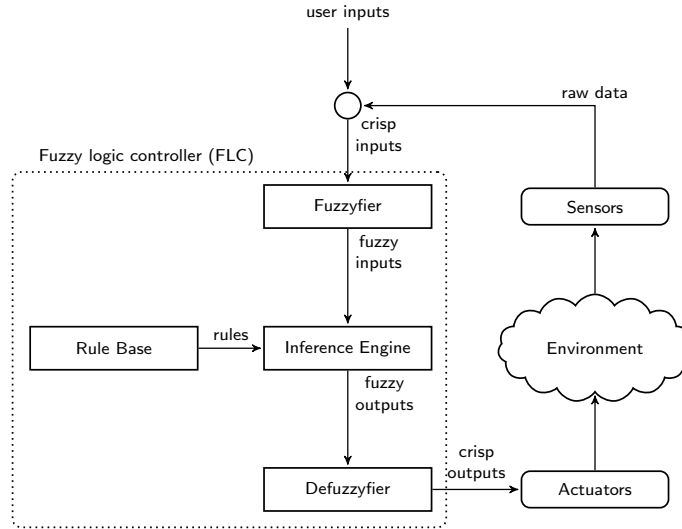 user inputs
raw data
crisp
inputs
Fuzzy logic controller (FLC)
Fuzzyfier
Sensors
fuzzy
inputs
Rule Base
rules
Inference Engine
Environment
fuzzy
outputs
crisp
outputs
Defuzzyfier
Actuators